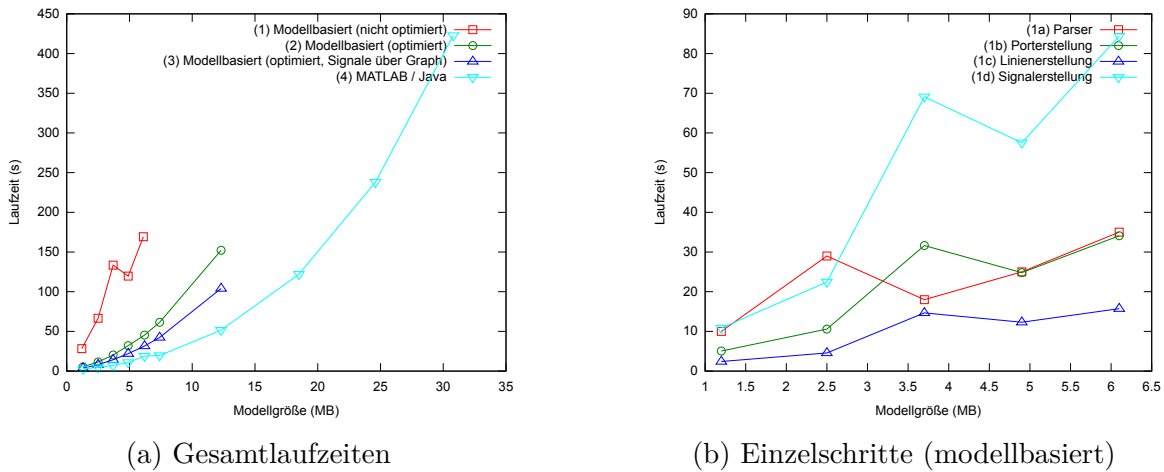 450
400
350
300
250
200
150
100
50
0
Laufzeit (s)
(1) Modellbasiert (nicht optimiert)
(2) Modellbasiert (optimiert)
(3) Modellbasiert (optimiert, Signale über Graph)
(4) MATLAB / Java
0 5 10 15 20 25 30 35
Modellgröße (MB)
(a) Gesamtlaufzeiten
90
80
70
60
50
40
30
20
10
0
Laufzeit (s)
(1a) Parser
(1b) Porterstellung
(1c) Linienerstellung
(1d) Signalerstellung
1 1.5 2 2.5 3 3.5 4 4.5 5 5.5 6 6.5
Modellgröße (MB)
(b) Einzelschritte (modellbasiert)